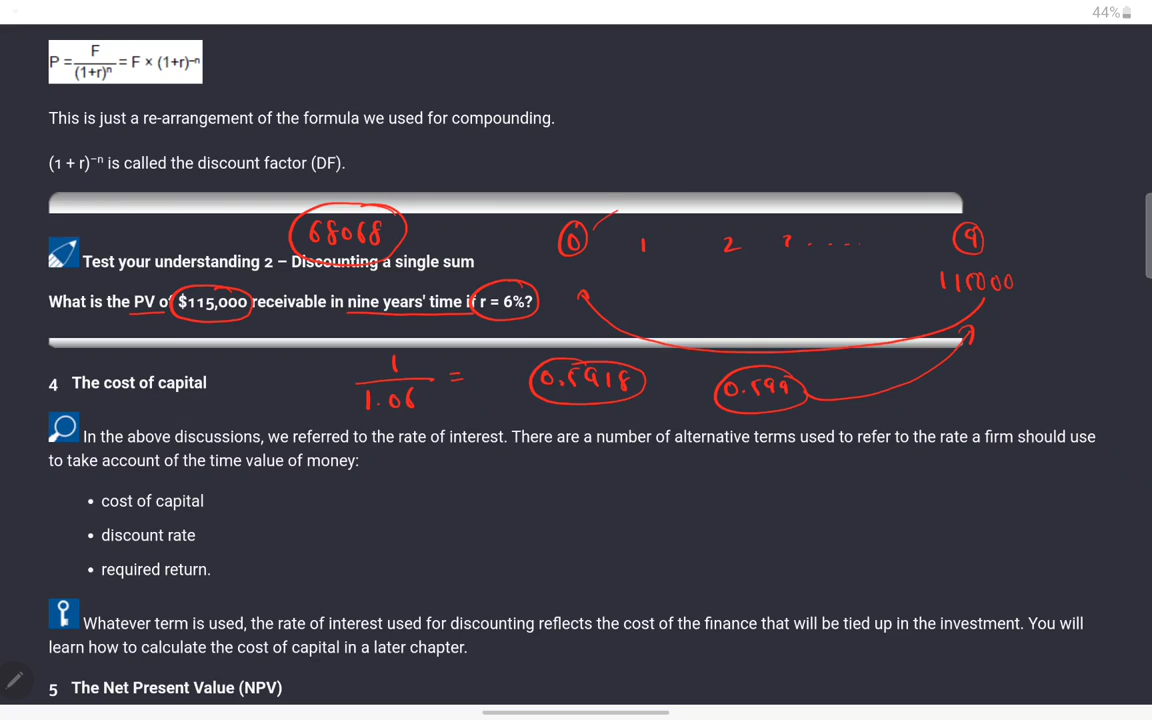 44%
P = F/(1+r)ⁿ = F × (1+r)⁻ⁿ
This is just a re-arrangement of the formula we used for compounding.
(1 + r)⁻ⁿ is called the discount factor (DF).
68068
0 1 2 ? . . . . . 9
Test your understanding 2 – Discounting a single sum
115000
What is the PV of $115,000 receivable in nine years' time if r = 6%?
1/1.06 = 0.5918 0.599
4 The cost of capital
In the above discussions, we referred to the rate of interest. There are a number of alternative terms used to refer to the rate a firm should use
to take account of the time value of money:
• cost of capital
• discount rate
• required return.
Whatever term is used, the rate of interest used for discounting reflects the cost of the finance that will be tied up in the investment. You will
learn how to calculate the cost of capital in a later chapter.
5 The Net Present Value (NPV)